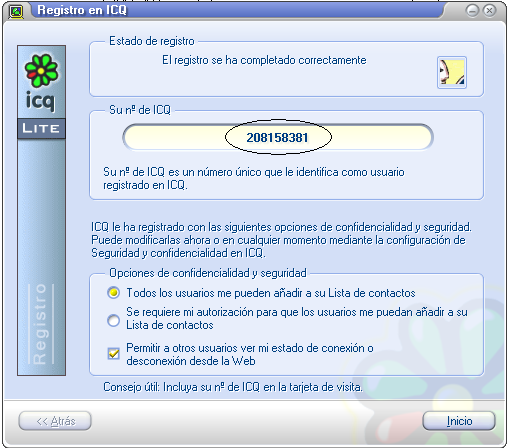 Registro en ICQ
Estado de registro
El registro se ha completado correctamente
icq
LITE
Su nº de ICQ
208158381
Su nº de ICQ es un número único que le identifica como usuario
registrado en ICQ.
ICQ le ha registrado con las siguientes opciones de confidencialidad y seguridad.
Puede modificarlas ahora o en cualquier momento mediante la configuración de
Seguridad y confidencialidad en ICQ.
Opciones de confidencialidad y seguridad
Todos los usuarios me pueden añadir a su Lista de contactos
Se requiere mi autorización para que los usuarios me puedan añadir a su
Lista de contactos
Permitir a otros usuarios ver mi estado de conexión o
desconexión desde la Web
Registro
Consejo útil: Incluya su nº de ICQ en la tarjeta de visita.
<< Atrás
Inicio